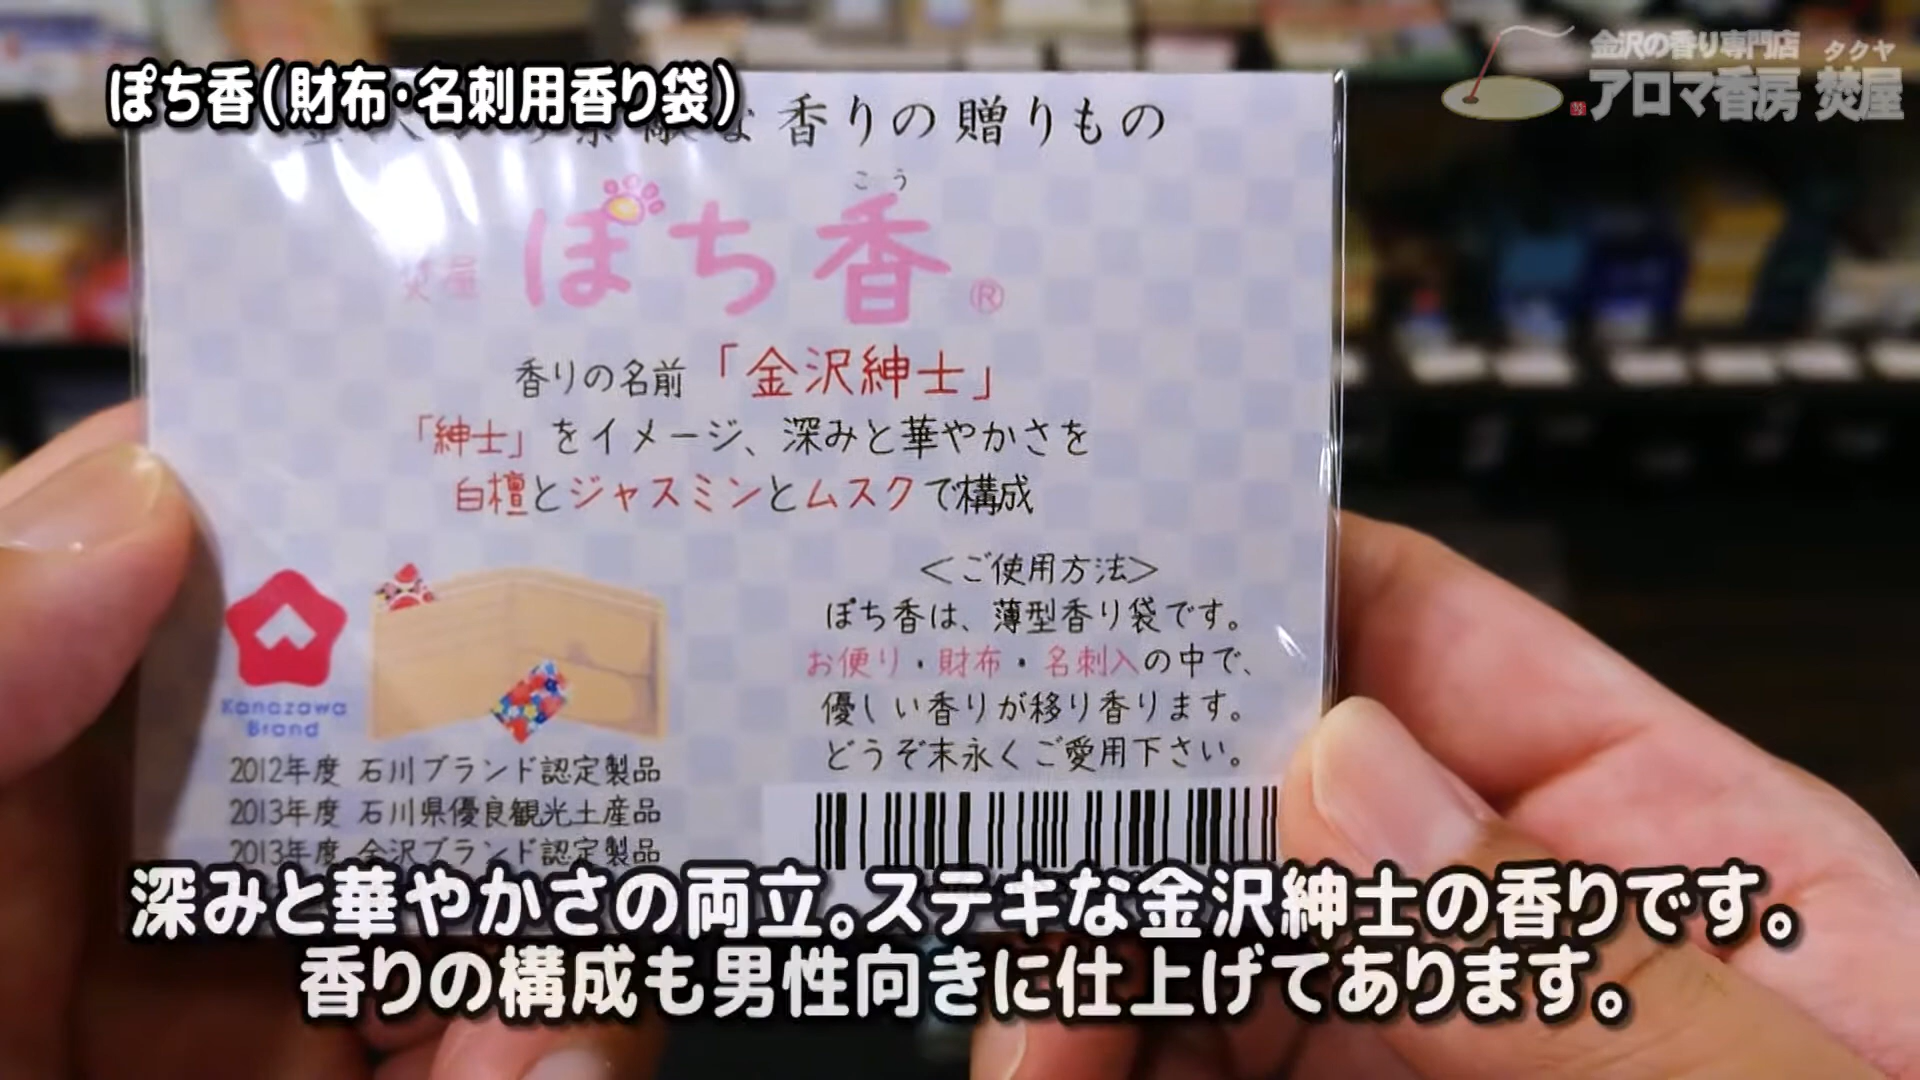 ぽち香(財布・名刺用香り袋)
金沢の香り専門店
タクヤ
アロマ香房 焚屋
な香りの贈りもの
こう
焚屋 ぽち香®
香りの名前「金沢紳士」
「紳士」をイメージ、深みと華やかさを
白檀とジャスミンとムスクで構成
<ご使用方法>
ぽち香は、薄型香り袋です。
お便り・財布・名刺入の中で、
優しい香りが移り香ります。
どうぞ末永くご愛用下さい。
Kanazawa
Brand
2012年度 石川ブランド認定製品
2013年度 石川県優良観光土産品
2013年度 金沢ブランド認定製品
深みと華やかさの両立。ステキな金沢紳士の香りです。
香りの構成も男性向きに仕上げてあります。